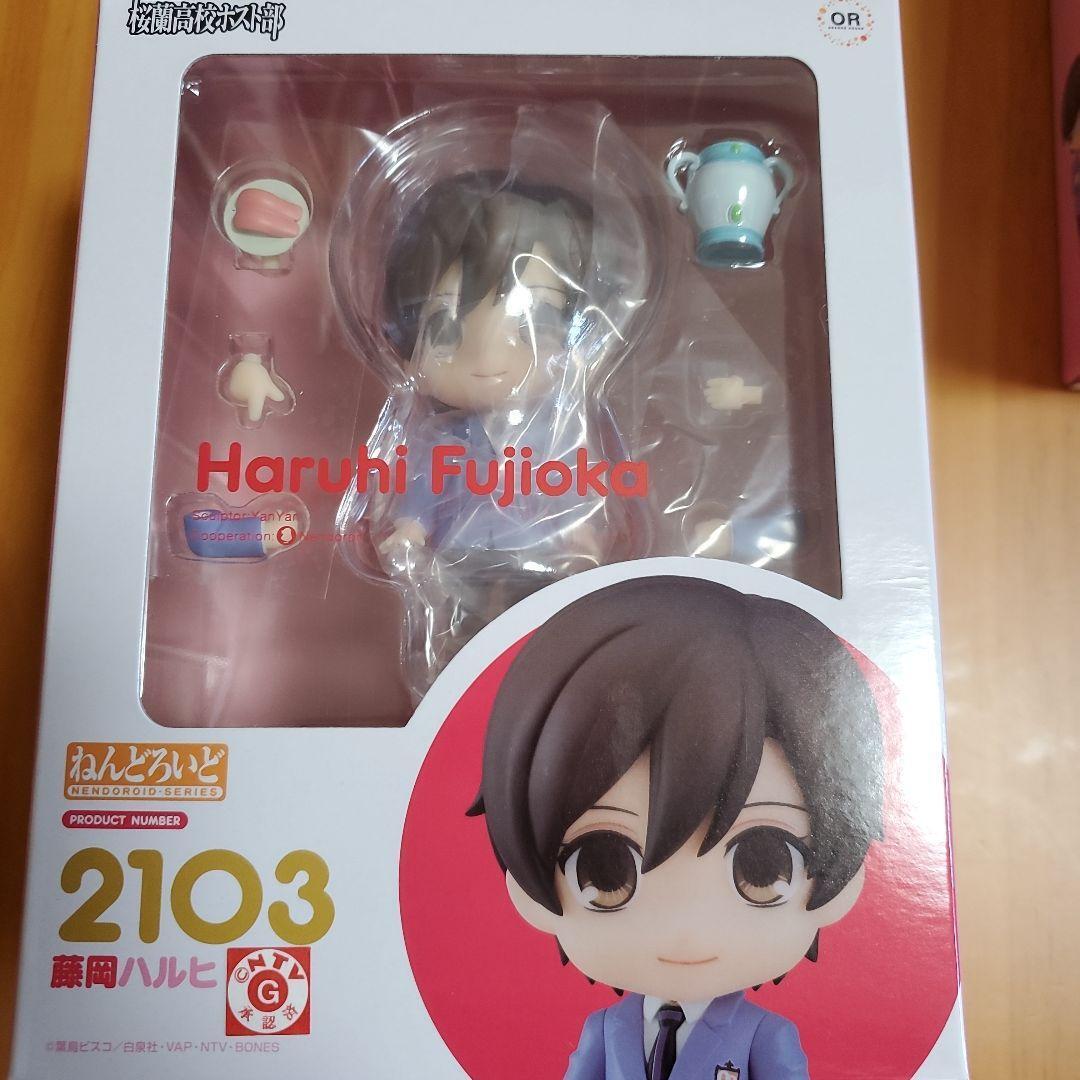 桜蘭高校ホスト部
OR
Haruhi Fujioka
Sculptor:YanYan
Cooperation: Nendoron
ねんどろいど
NENDOROID・SERIES
PRODUCT NUMBER
2103
藤岡ハルヒ
©NTV
G
承認済
©葉鳥ビスコ／白泉社・VAP・NTV・BONES